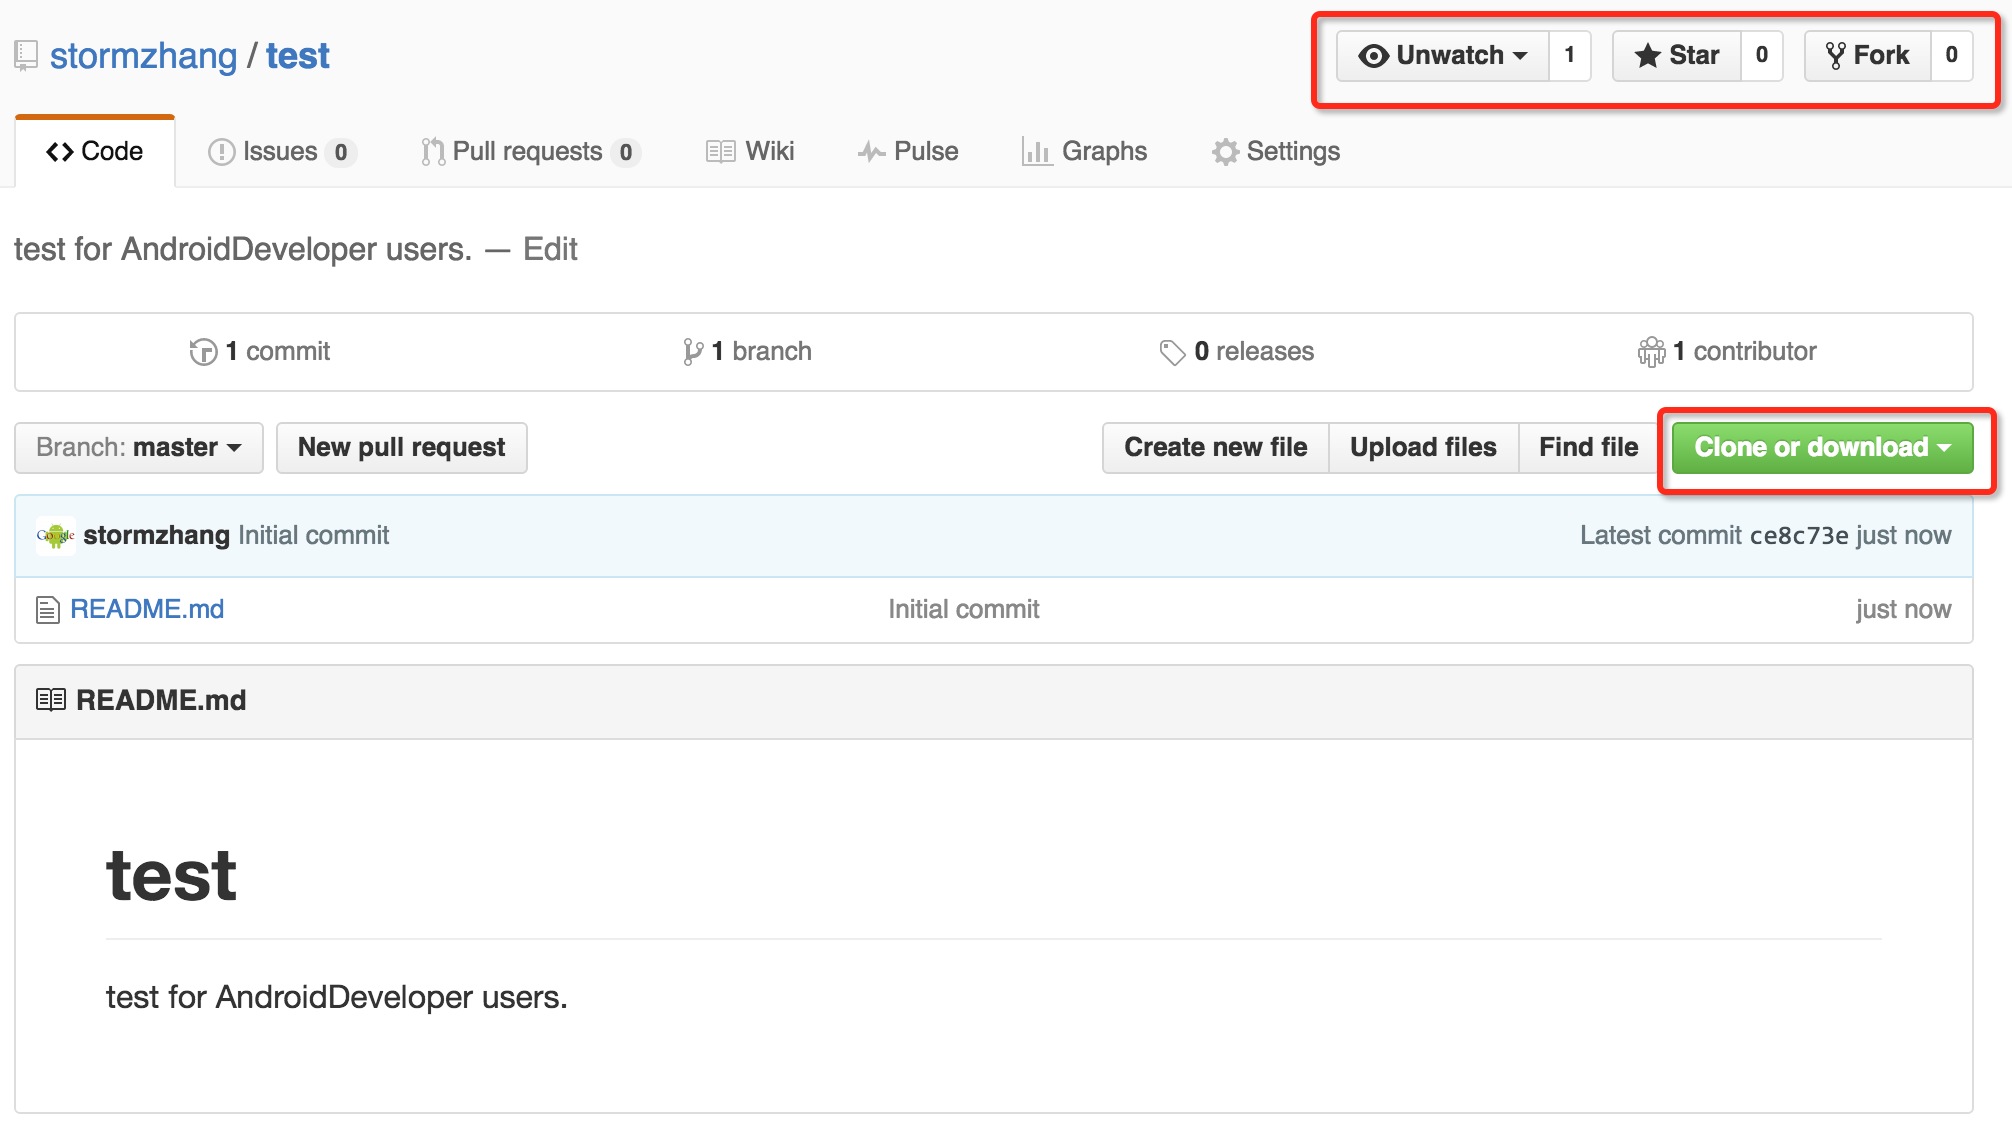 stormzhang / test
Unwatch 1 Star 0 Fork 0
Code Issues 0 Pull requests 0 Wiki Pulse Graphs Settings
test for AndroidDeveloper users. — Edit
1 commit 1 branch 0 releases 1 contributor
Branch: master New pull request Create new file Upload files Find file Clone or download
Google stormzhang Initial commit Latest commit ce8c73e just now
README.md Initial commit just now
README.md
test
test for AndroidDeveloper users.